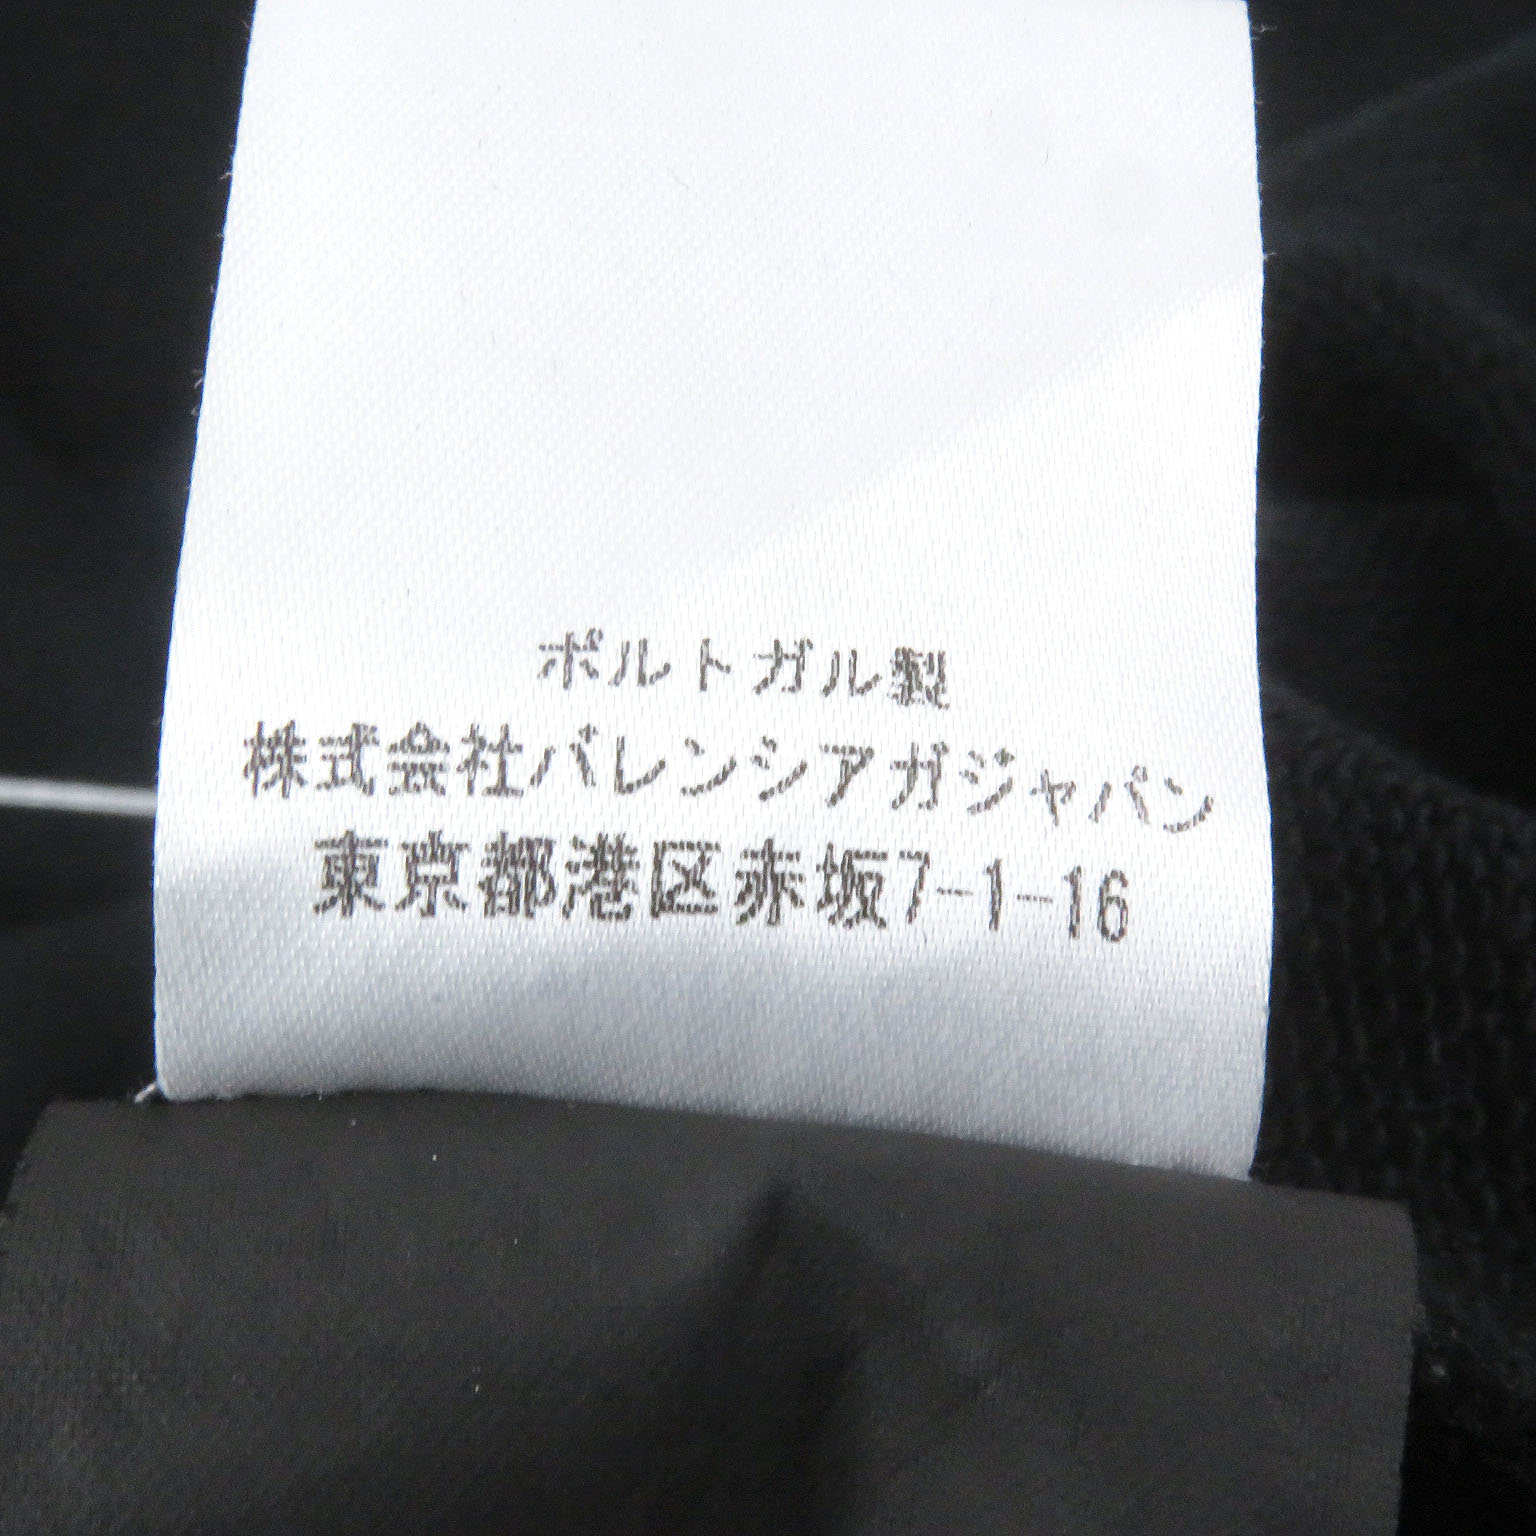 ポルトガル製
株式会社バレンシアガジャパン
東京都港区赤坂7-1-16